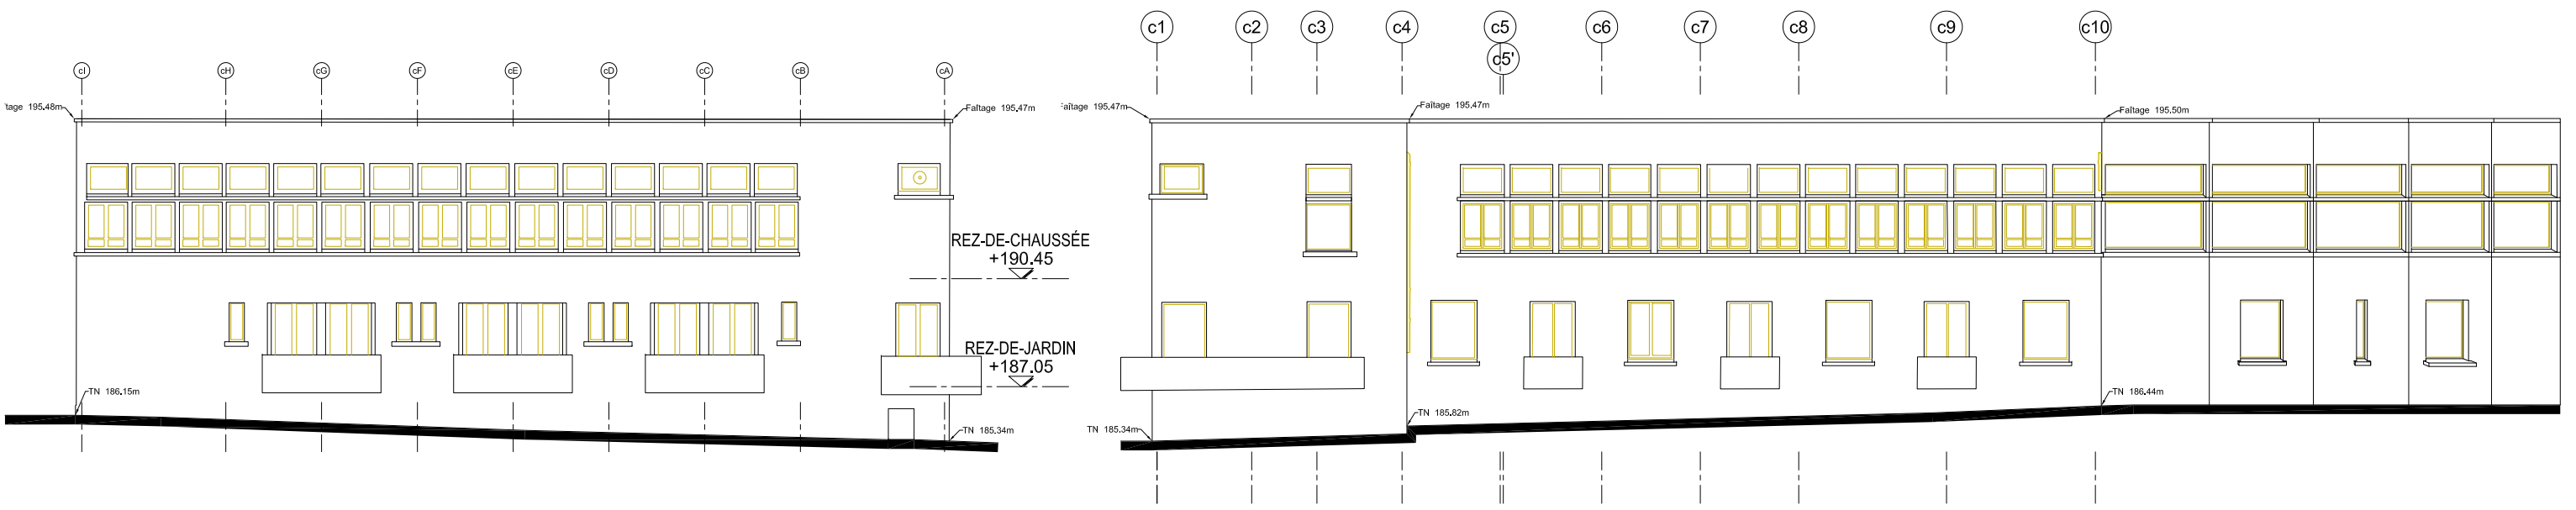 c1 c2 c3 c4 c5 c6 c7 c8 c9 c10
c5'
cI cH cG cF cE cD cC cB cA
tage 195.48m
Faîtage 195.47m
aîtage 195.47m
Faîtage 195.47m
Faîtage 195.50m
REZ-DE-CHAUSSÉE
+190.45
REZ-DE-JARDIN
+187.05
TN 186.15m
TN 185.34m
TN 185.34m
TN 185.82m
TN 186.44m